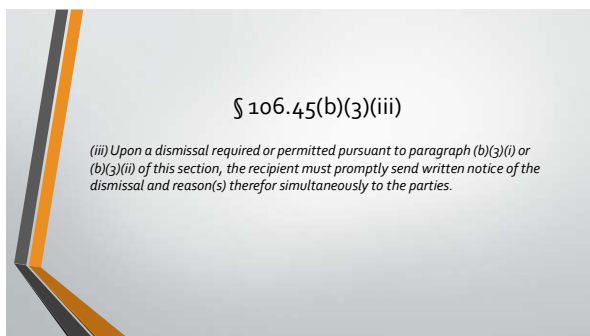 § 106.45(b)(3)(iii)
(iii) Upon a dismissal required or permitted pursuant to paragraph (b)(3)(i) or
(b)(3)(ii) of this section, the recipient must promptly send written notice of the
dismissal and reason(s) therefor simultaneously to the parties.